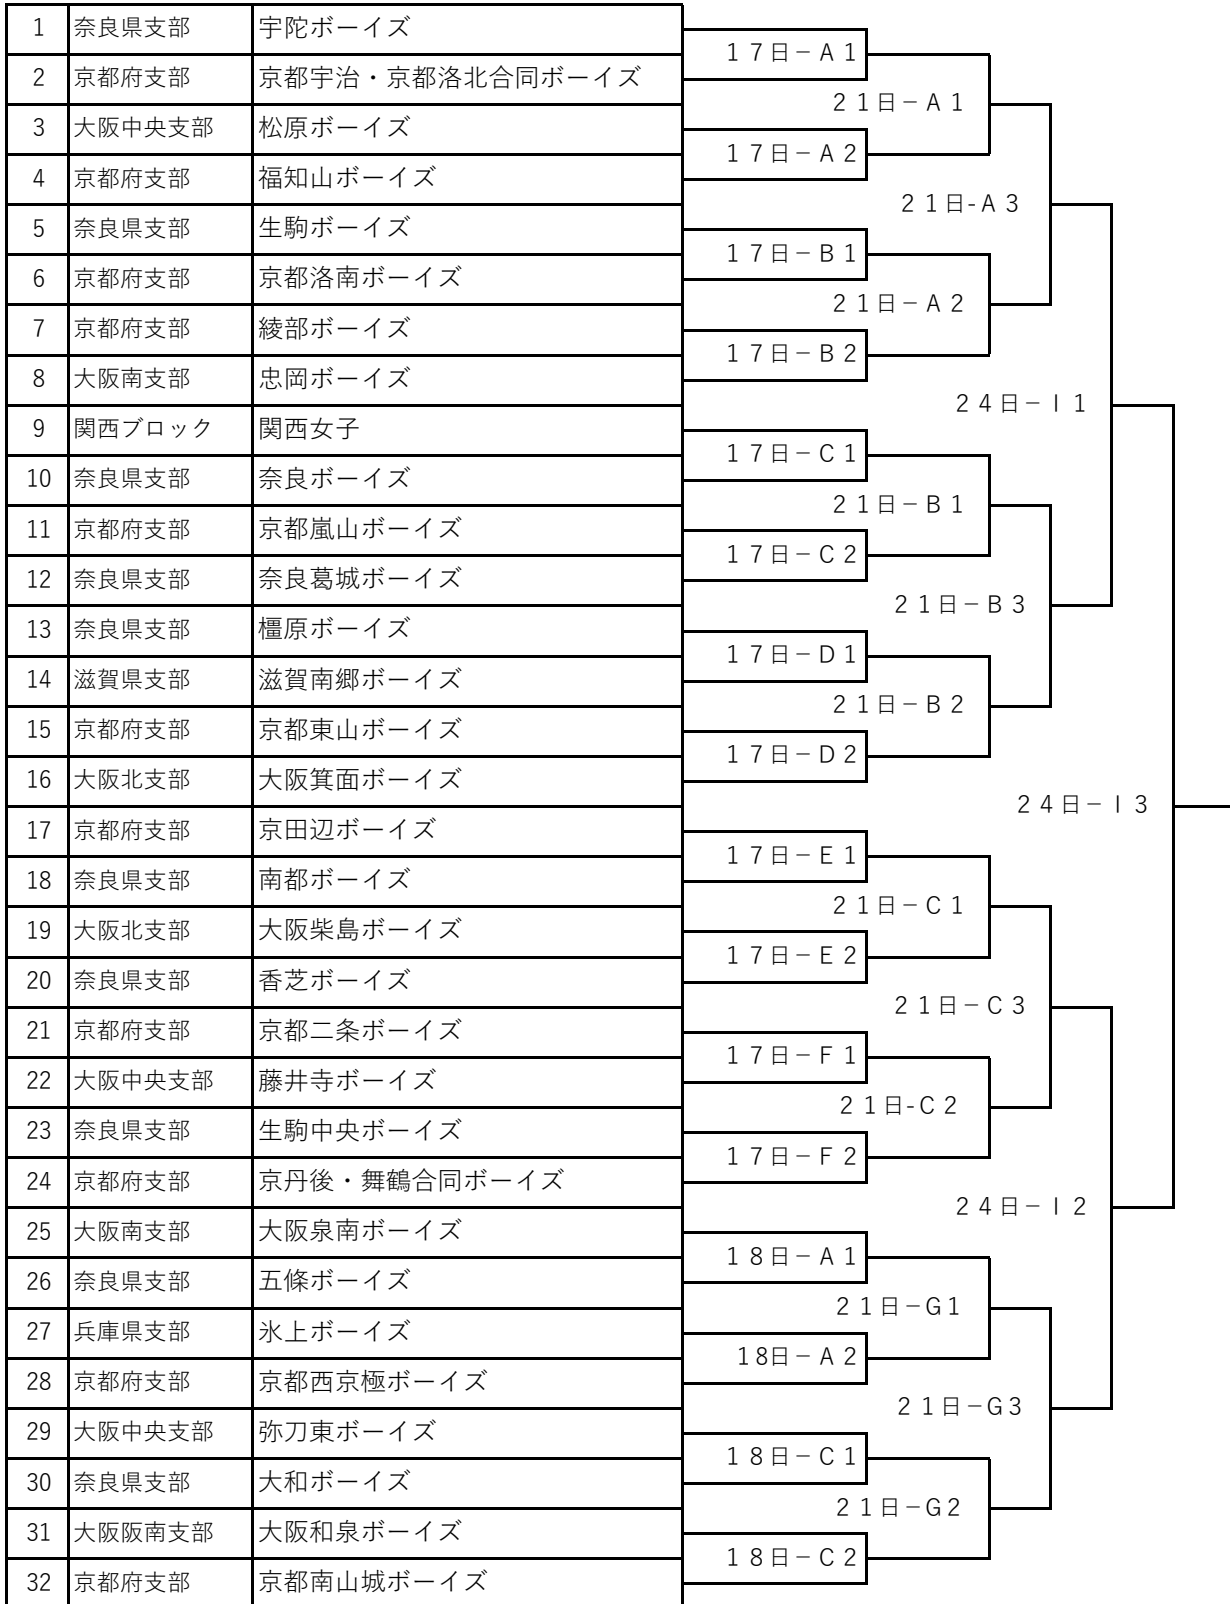 1 奈良県支部 宇陀ボーイズ
17日－A1
2 京都府支部 京都宇治・京都洛北合同ボーイズ
21日－A1
3 大阪中央支部 松原ボーイズ
17日－A2
4 京都府支部 福知山ボーイズ
21日-A3
5 奈良県支部 生駒ボーイズ
17日－B1
6 京都府支部 京都洛南ボーイズ
21日－A2
7 京都府支部 綾部ボーイズ
17日－B2
8 大阪南支部 忠岡ボーイズ
24日－I1
9 関西ブロック 関西女子
17日－C1
10 奈良県支部 奈良ボーイズ
21日－B1
11 京都府支部 京都嵐山ボーイズ
17日－C2
12 奈良県支部 奈良葛城ボーイズ
21日－B3
13 奈良県支部 橿原ボーイズ
17日－D1
14 滋賀県支部 滋賀南郷ボーイズ
21日－B2
15 京都府支部 京都東山ボーイズ
17日－D2
16 大阪北支部 大阪箕面ボーイズ
24日－I3
17 京都府支部 京田辺ボーイズ
17日－E1
18 奈良県支部 南都ボーイズ
21日－C1
19 大阪北支部 大阪柴島ボーイズ
17日－E2
20 奈良県支部 香芝ボーイズ
21日－C3
21 京都府支部 京都二条ボーイズ
17日－F1
22 大阪中央支部 藤井寺ボーイズ
21日-C2
23 奈良県支部 生駒中央ボーイズ
17日－F2
24 京都府支部 京丹後・舞鶴合同ボーイズ
24日－I2
25 大阪南支部 大阪泉南ボーイズ
18日－A1
26 奈良県支部 五條ボーイズ
21日－G1
27 兵庫県支部 氷上ボーイズ
18日－A2
28 京都府支部 京都西京極ボーイズ
21日－G3
29 大阪中央支部 弥刀東ボーイズ
18日－C1
30 奈良県支部 大和ボーイズ
21日－G2
31 大阪阪南支部 大阪和泉ボーイズ
18日－C2
32 京都府支部 京都南山城ボーイズ